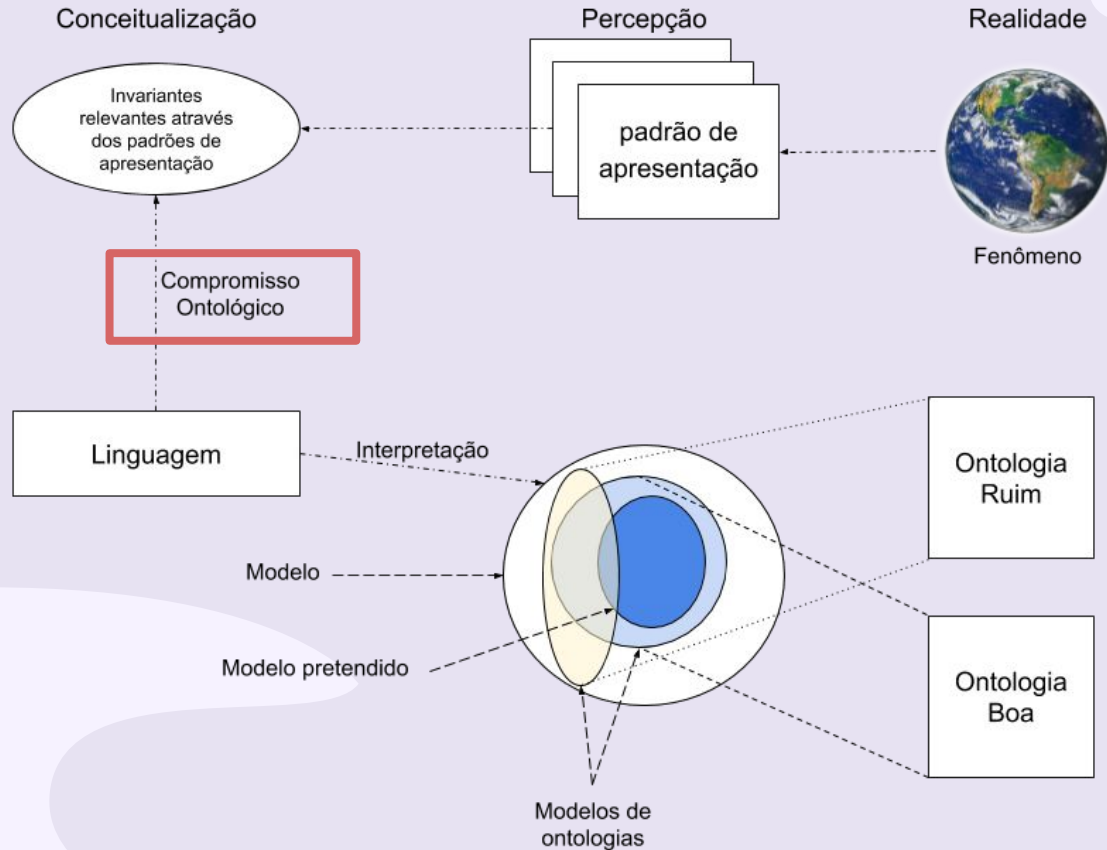 Conceitualização
Percepção
Realidade
Invariantes
relevantes através
dos padrões de
apresentação
padrão de
apresentação
Fenômeno
Compromisso
Ontológico
Linguagem
Interpretação
Ontologia
Ruim
Modelo
Modelo pretendido
Ontologia
Boa
Modelos de
ontologias